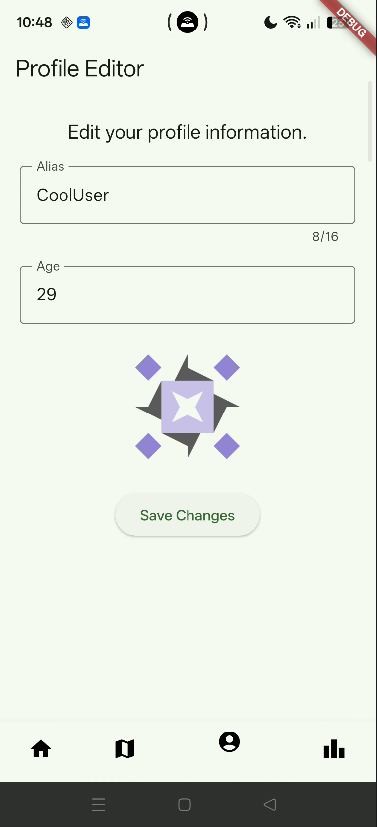 10:48
DEBUG
Profile Editor
Edit your profile information.
Alias
CoolUser
8/16
Age
29
Save Changes